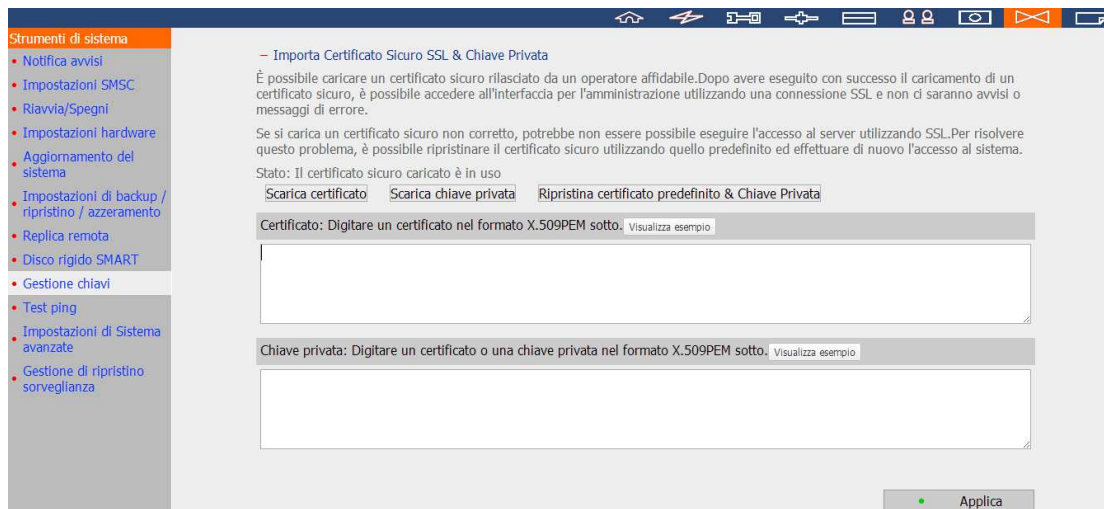 Strumenti di sistema
Notifica avvisi
Impostazioni SMSC
Riavvia/Spegni
Impostazioni hardware
Aggiornamento del
sistema
Impostazioni di backup /
ripristino / azzeramento
Replica remota
Disco rigido SMART
Gestione chiavi
Test ping
Impostazioni di Sistema
avanzate
Gestione di ripristino
sorveglianza
– Importa Certificato Sicuro SSL & Chiave Privata
È possibile caricare un certificato sicuro rilasciato da un operatore affidabile.Dopo avere eseguito con successo il caricamento di un
certificato sicuro, è possibile accedere all'interfaccia per l'amministrazione utilizzando una connessione SSL e non ci saranno avvisi o
messaggi di errore.
Se si carica un certificato sicuro non corretto, potrebbe non essere possibile eseguire l'accesso al server utilizzando SSL.Per risolvere
questo problema, è possibile ripristinare il certificato sicuro utilizzando quello predefinito ed effettuare di nuovo l'accesso al sistema.
Stato: Il certificato sicuro caricato è in uso
Scarica certificato Scarica chiave privata Ripristina certificato predefinito & Chiave Privata
Certificato: Digitare un certificato nel formato X.509PEM sotto. Visualizza esempio
Chiave privata: Digitare un certificato o una chiave privata nel formato X.509PEM sotto. Visualizza esempio
Applica